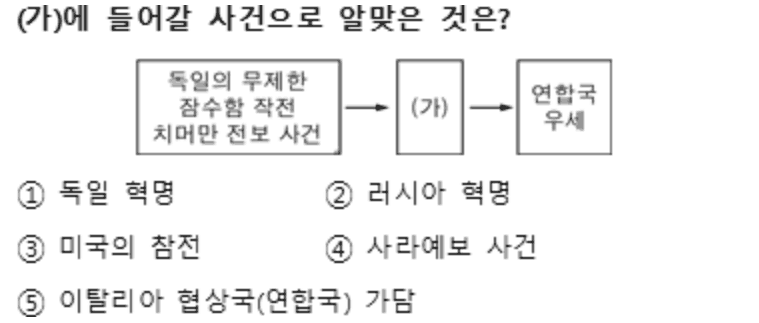 (가)에 들어갈 사건으로 알맞은 것은?
독일의 무제한
잠수함 작전
치머만 전보 사건
(가)
연합국
우세
① 독일 혁명
② 러시아 혁명
③ 미국의 참전
④ 사라예보 사건
⑤ 이탈리아 협상국(연합국) 가담